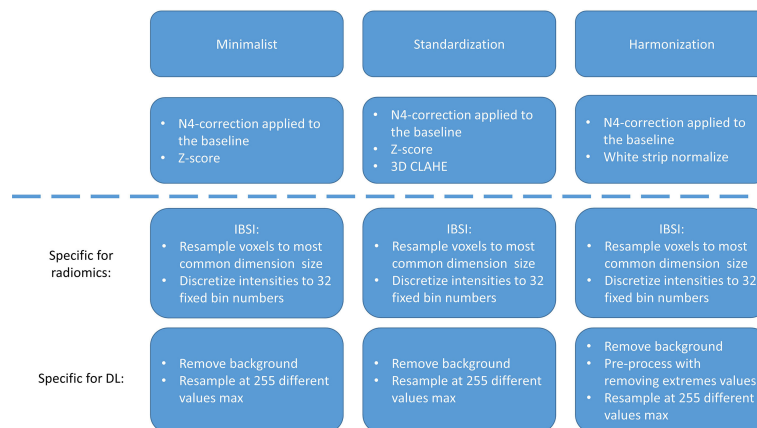 Minimalist
Standardization
Harmonization
• N4-correction applied to
the baseline
• Z-score
• N4-correction applied to
the baseline
• Z-score
• 3D CLAHE
• N4-correction applied to
the baseline
• White strip normalize
Specific for
radiomics:
IBSI:
• Resample voxels to most
common dimension size
• Discretize intensities to 32
fixed bin numbers
IBSI:
• Resample voxels to most
common dimension size
• Discretize intensities to 32
fixed bin numbers
IBSI:
• Resample voxels to most
common dimension size
• Discretize intensities to 32
fixed bin numbers
Specific for DL:
• Remove background
• Resample at 255 different
values max
• Remove background
• Resample at 255 different
values max
• Remove background
• Pre-process with
removing extremes values
• Resample at 255 different
values max